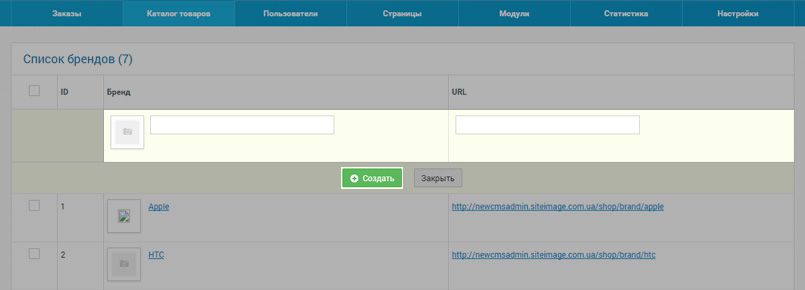 Заказы Каталог товаров Пользователи Страницы Модули Статистика Настройки
Список брендов (7)
ID Бренд URL
Создать Закрыть
1 Apple http://newcmsadmin.siteimage.com.ua/shop/brand/apple
2 HTC http://newcmsadmin.siteimage.com.ua/shop/brand/htc